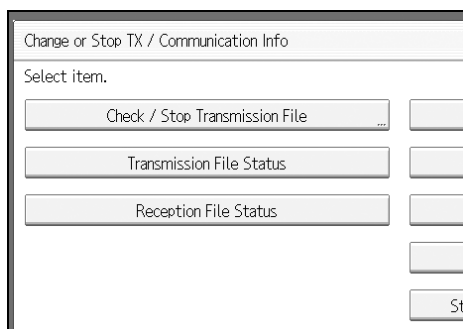 Change or Stop TX / Communication Info
Select item.
Check / Stop Transmission File ...
Transmission File Status
Reception File Status